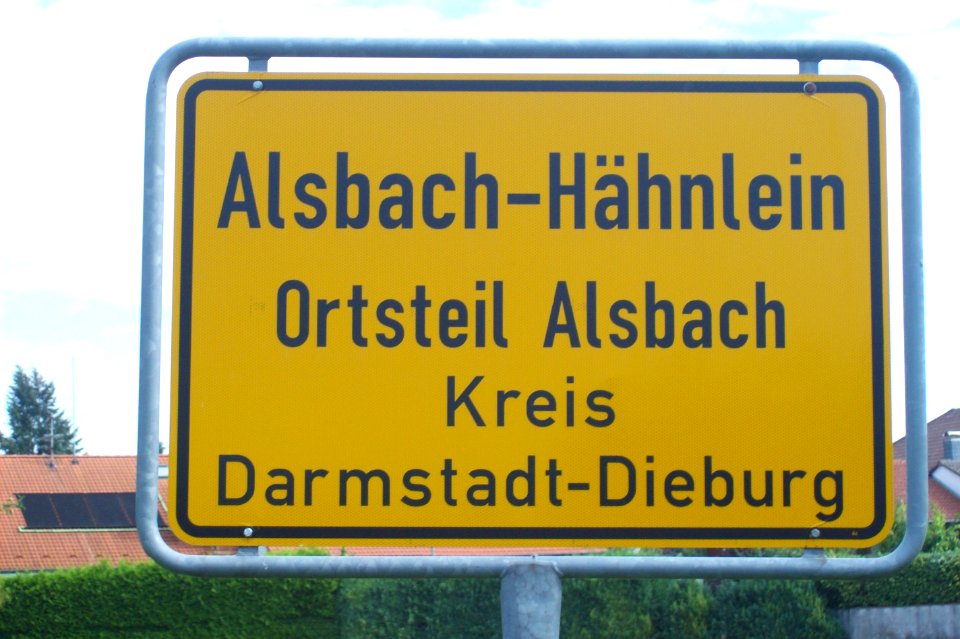 Alsbach-Hähnlein
Ortsteil Alsbach
Kreis
Darmstadt-Dieburg